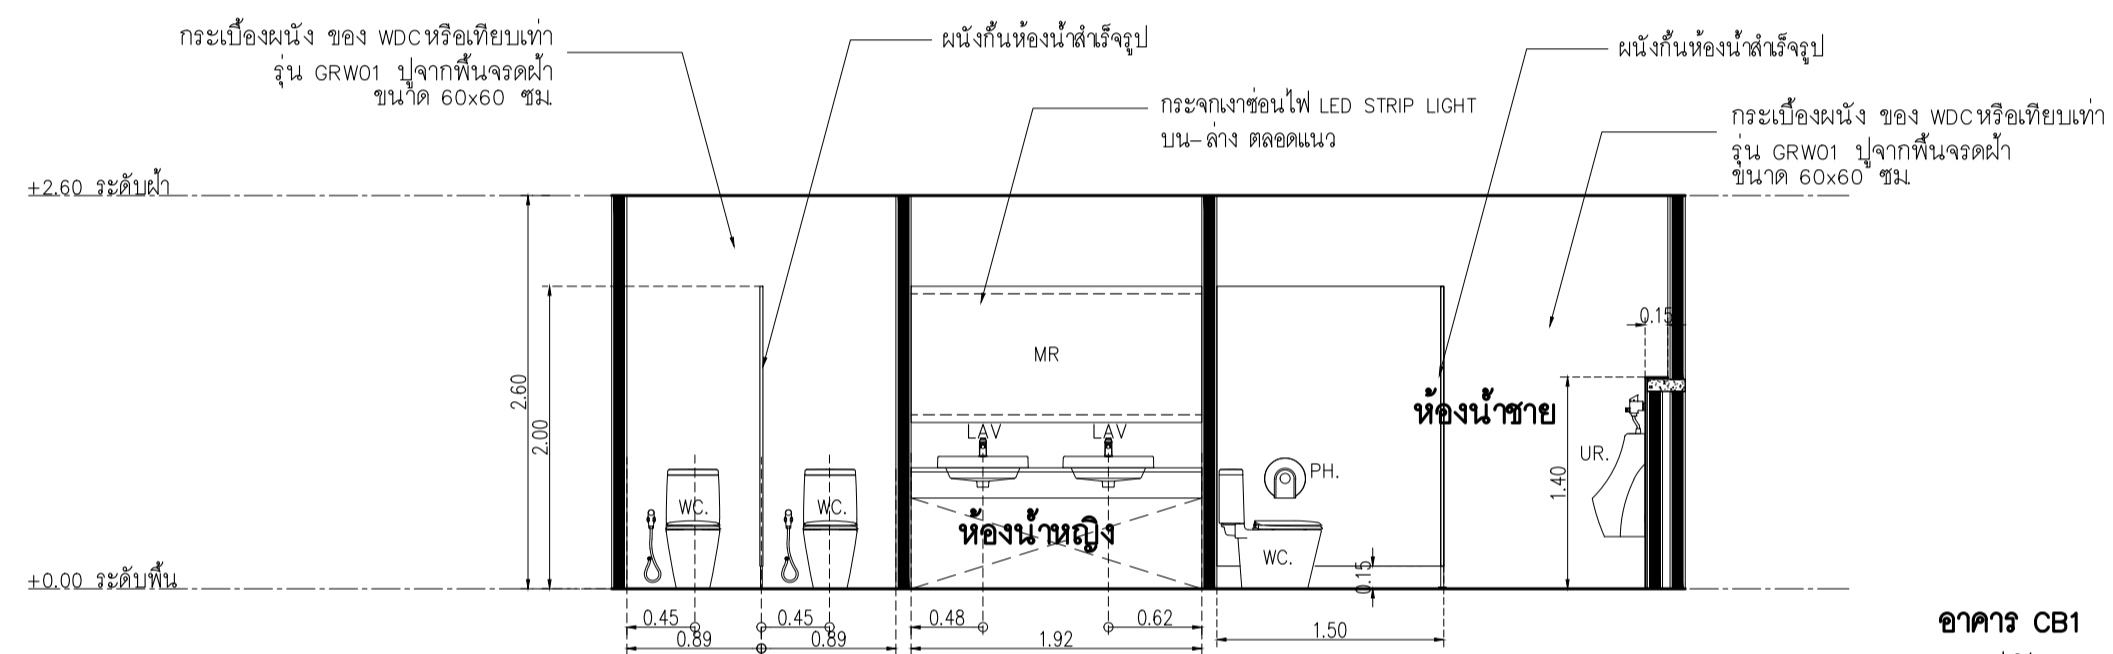 กระเบื้องผนัง ของ WDCหรือเทียบเท่า
รุ่น GRW01 ปูจากพื้นจรดฝ้า
ขนาด 60x60 ซม.
ผนังกั้นห้องน้ำสำเร็จรูป
ผนังกั้นห้องน้ำสำเร็จรูป
กระจกเงาซ่อนไฟ LED STRIP LIGHT
บน-ล่าง ตลอดแนว
กระเบื้องผนัง ของ WDCหรือเทียบเท่า
รุ่น GRW01 ปูจากพื้นจรดฝ้า
ขนาด 60x60 ซม.
+2.60 ระดับฝ้า
0.15
MR
2.60
2.00
ห้องน้ำชาย
LAV
LAV
UR.
1.40
PH.
WC.
WC.
ห้องน้ำหญิง
WC.
0.15
+0.00 ระดับพื้น
0.45
0.45
0.48
0.62
0.89
0.89
1.92
1.50
อาคาร CB1